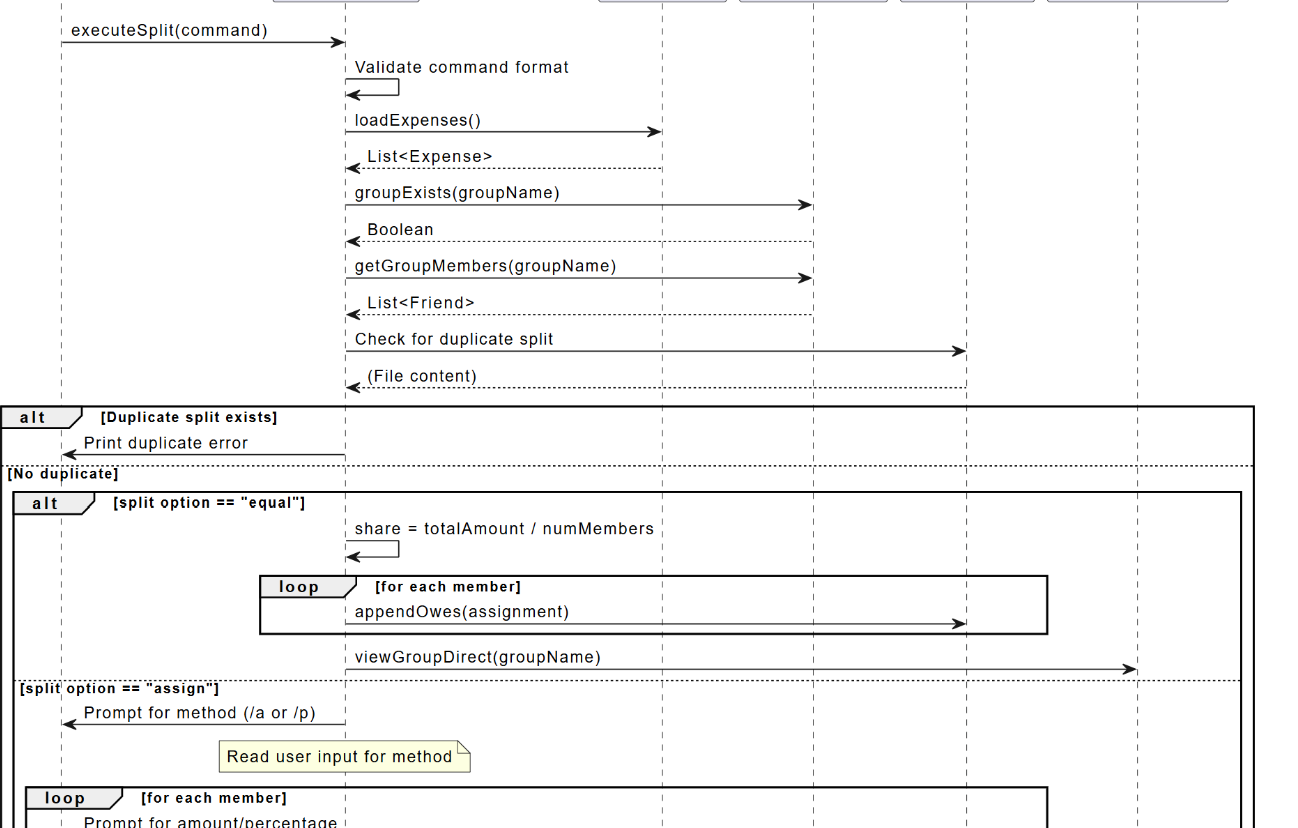 executeSplit(command)
Validate command format
loadExpenses()
List<Expense>
groupExists(groupName)
Boolean
getGroupMembers(groupName)
List<Friend>
Check for duplicate split
(File content)
alt [Duplicate split exists]
Print duplicate error
[No duplicate]
alt [split option == "equal"]
share = totalAmount / numMembers
loop [for each member]
appendOwes(assignment)
viewGroupDirect(groupName)
[split option == "assign"]
Prompt for method (/a or /p)
Read user input for method
loop [for each member]
Prompt for amount/percentage